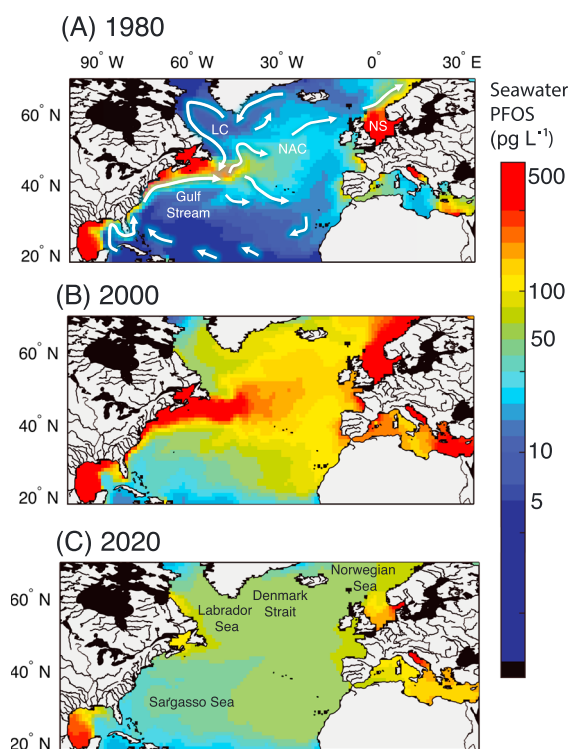 (A) 1980
90° W 60° W 30° W 0° 30° E
Seawater
PFOS
(pg L⁻¹)
60° N
40° N
20° N
LC
NAC
NS
Gulf
Stream
500
100
50
10
5
(B) 2000
60° N
40° N
20° N
(C) 2020
60° N
40° N
20° N
Norwegian
Sea
Denmark
Strait
Labrador
Sea
Sargasso Sea